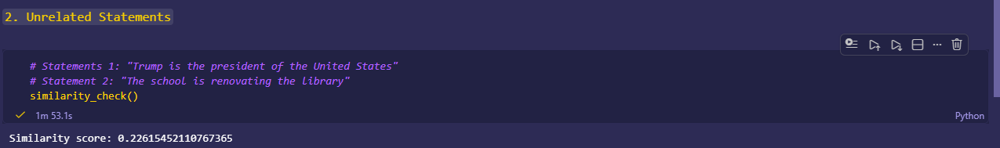 2. Unrelated Statements
# Statements 1: "Trump is the president of the United States"
# Statement 2: "The school is renovating the library"
similarity_check()
1m 53.1s
Python
Similarity score: 0.22615452110767365